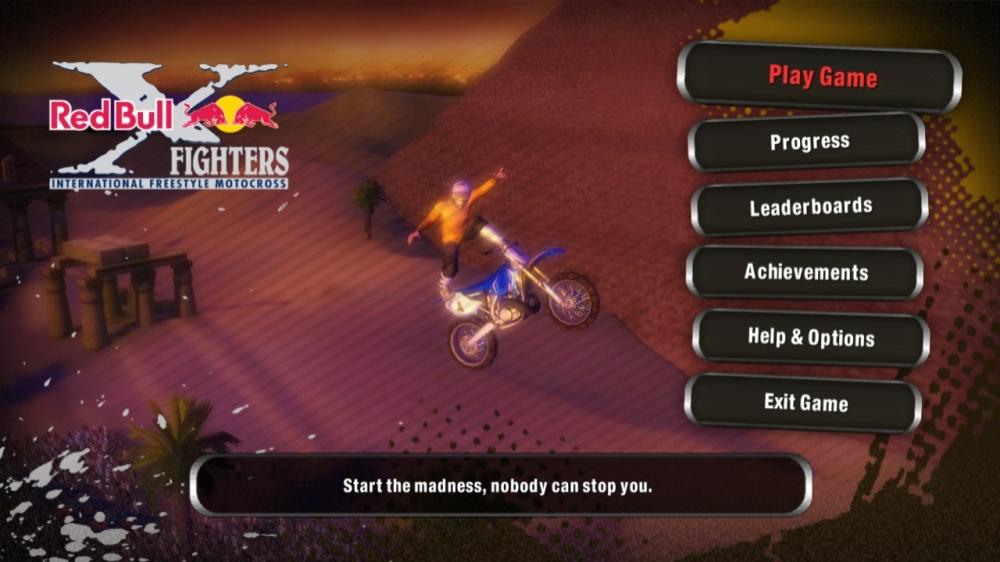 Red Bull
FIGHTERS
INTERNATIONAL FREESTYLE MOTOCROSS
Play Game
Progress
Leaderboards
Achievements
Help & Options
Exit Game
Start the madness, nobody can stop you.